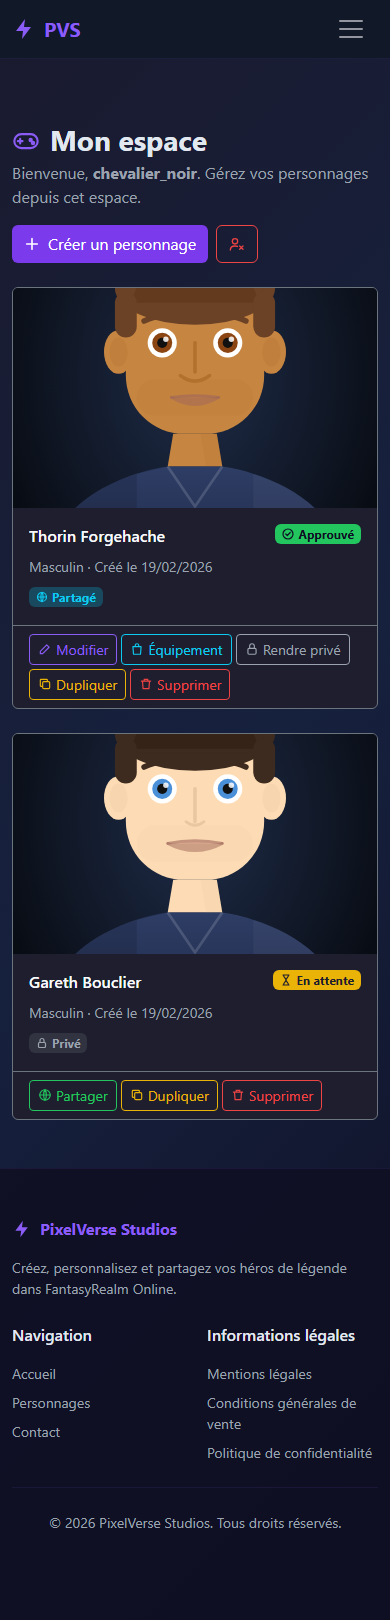 PVS
Mon espace
Bienvenue, chevalier_noir. Gérez vos personnages
depuis cet espace.
Créer un personnage
Thorin Forgehache
Approuvé
Masculin · Créé le 19/02/2026
Partagé
Modifier
Équipement
Rendre privé
Dupliquer
Supprimer
Gareth Bouclier
En attente
Masculin · Créé le 19/02/2026
Privé
Partager
Dupliquer
Supprimer
PixelVerse Studios
Créez, personnalisez et partagez vos héros de légende
dans FantasyRealm Online.
Navigation
Accueil
Personnages
Contact
Informations légales
Mentions légales
Conditions générales de
vente
Politique de confidentialité
© 2026 PixelVerse Studios. Tous droits réservés.